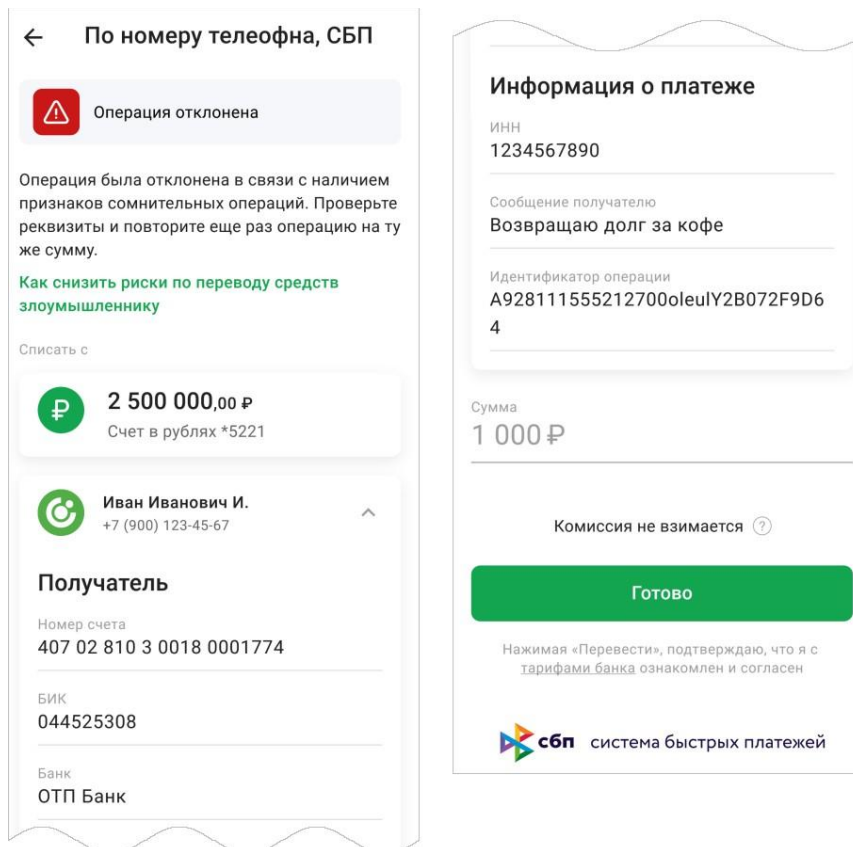 По номеру телеофна, СБП
Операция отклонена
Операция была отклонена в связи с наличием
признаков сомнительных операций. Проверьте
реквизиты и повторите еще раз операцию на ту
же сумму.
Как снизить риски по переводу средств
злоумышленнику
Списать с
2 500 000,00 ₽
Счет в рублях *5221
Иван Иванович И.
+7 (900) 123-45-67
Получатель
Номер счета
407 02 810 3 0018 0001774
БИК
044525308
Банк
ОТП Банк
Информация о платеже
ИНН
1234567890
Сообщение получателю
Возвращаю долг за кофе
Идентификатор операции
A928111555212700oleulY2B072F9D6
4
Сумма
1 000 ₽
Комиссия не взимается ?
Готово
Нажимая «Перевести», подтверждаю, что я с
тарифами банка ознакомлен и согласен
сбп система быстрых платежей